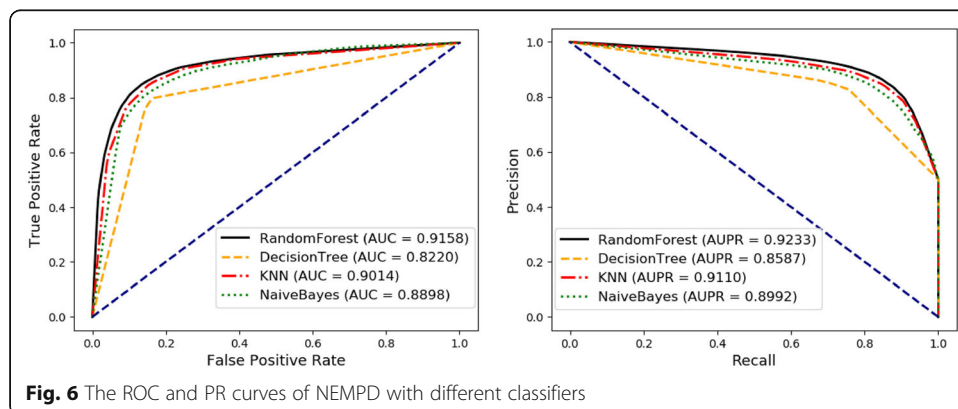 1.0
0.8
0.6
0.4
0.2
0.0
True Positive Rate
RandomForest (AUC = 0.9158)
DecisionTree (AUC = 0.8220)
KNN (AUC = 0.9014)
NaiveBayes (AUC = 0.8898)
0.0 0.2 0.4 0.6 0.8 1.0
False Positive Rate
1.0
0.8
0.6
0.4
0.2
0.0
Precision
RandomForest (AUPR = 0.9233)
DecisionTree (AUPR = 0.8587)
KNN (AUPR = 0.9110)
NaiveBayes (AUPR = 0.8992)
0.0 0.2 0.4 0.6 0.8 1.0
Recall
Fig. 6 The ROC and PR curves of NEMPD with different classifiers